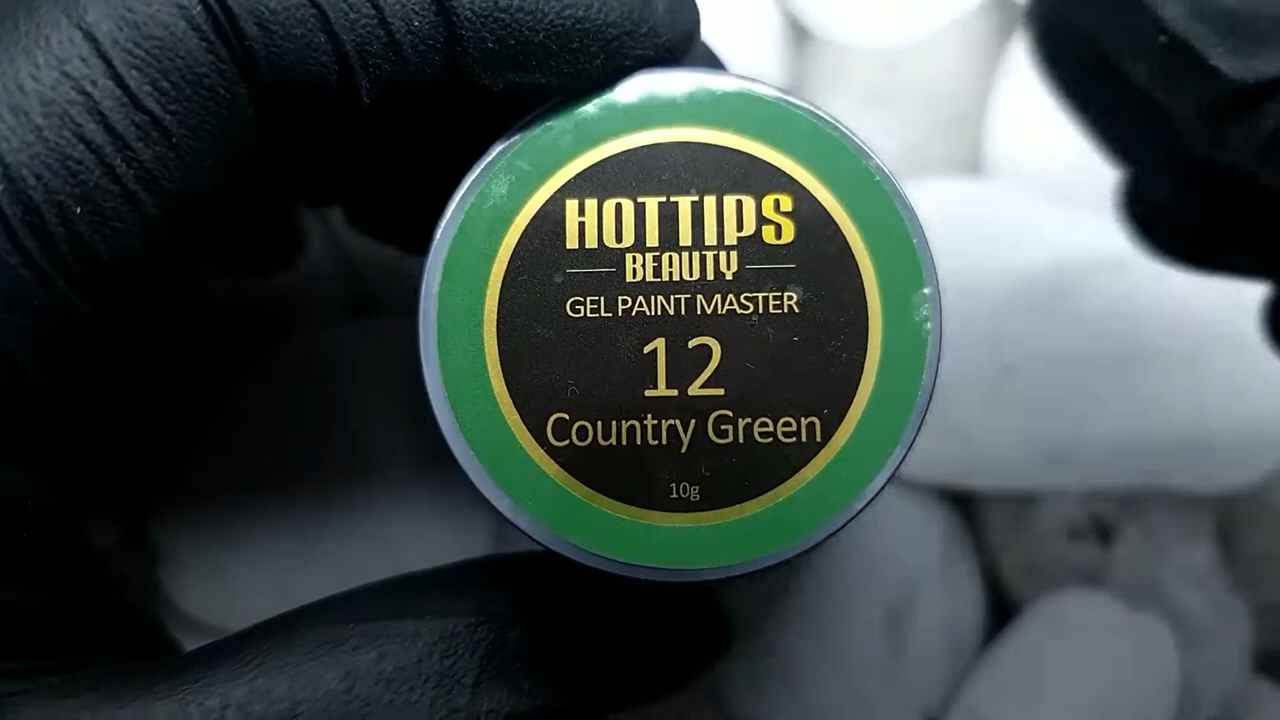 HOTTIPS
BEAUTY
GEL PAINT MASTER
12
Country Green
10g